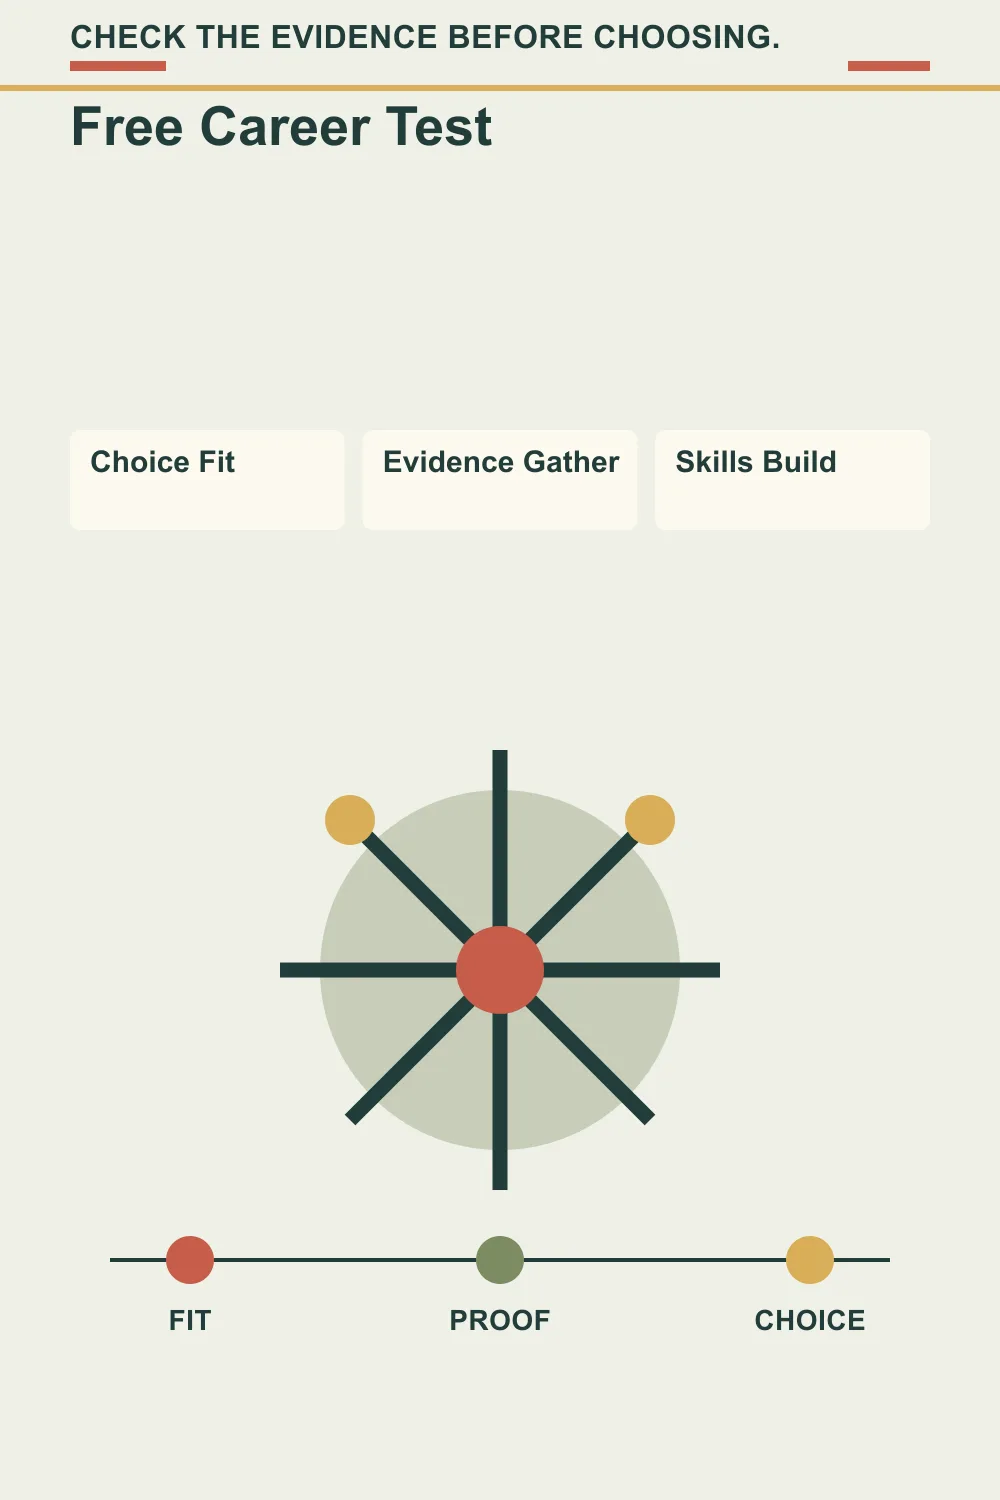 CHECK THE EVIDENCE BEFORE CHOOSING.
Free Career Test
Choice Fit
Evidence Gather
Skills Build
FIT
PROOF
CHOICE